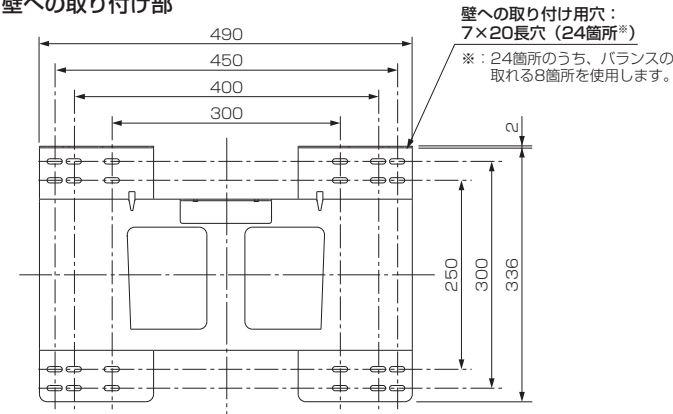 壁への取り付け部
壁への取り付け用穴：
7×20長穴（24箇所※）
※：24箇所のうち、バランスの
取れる8箇所を使用します。
490
450
400
300
2
250
300
336